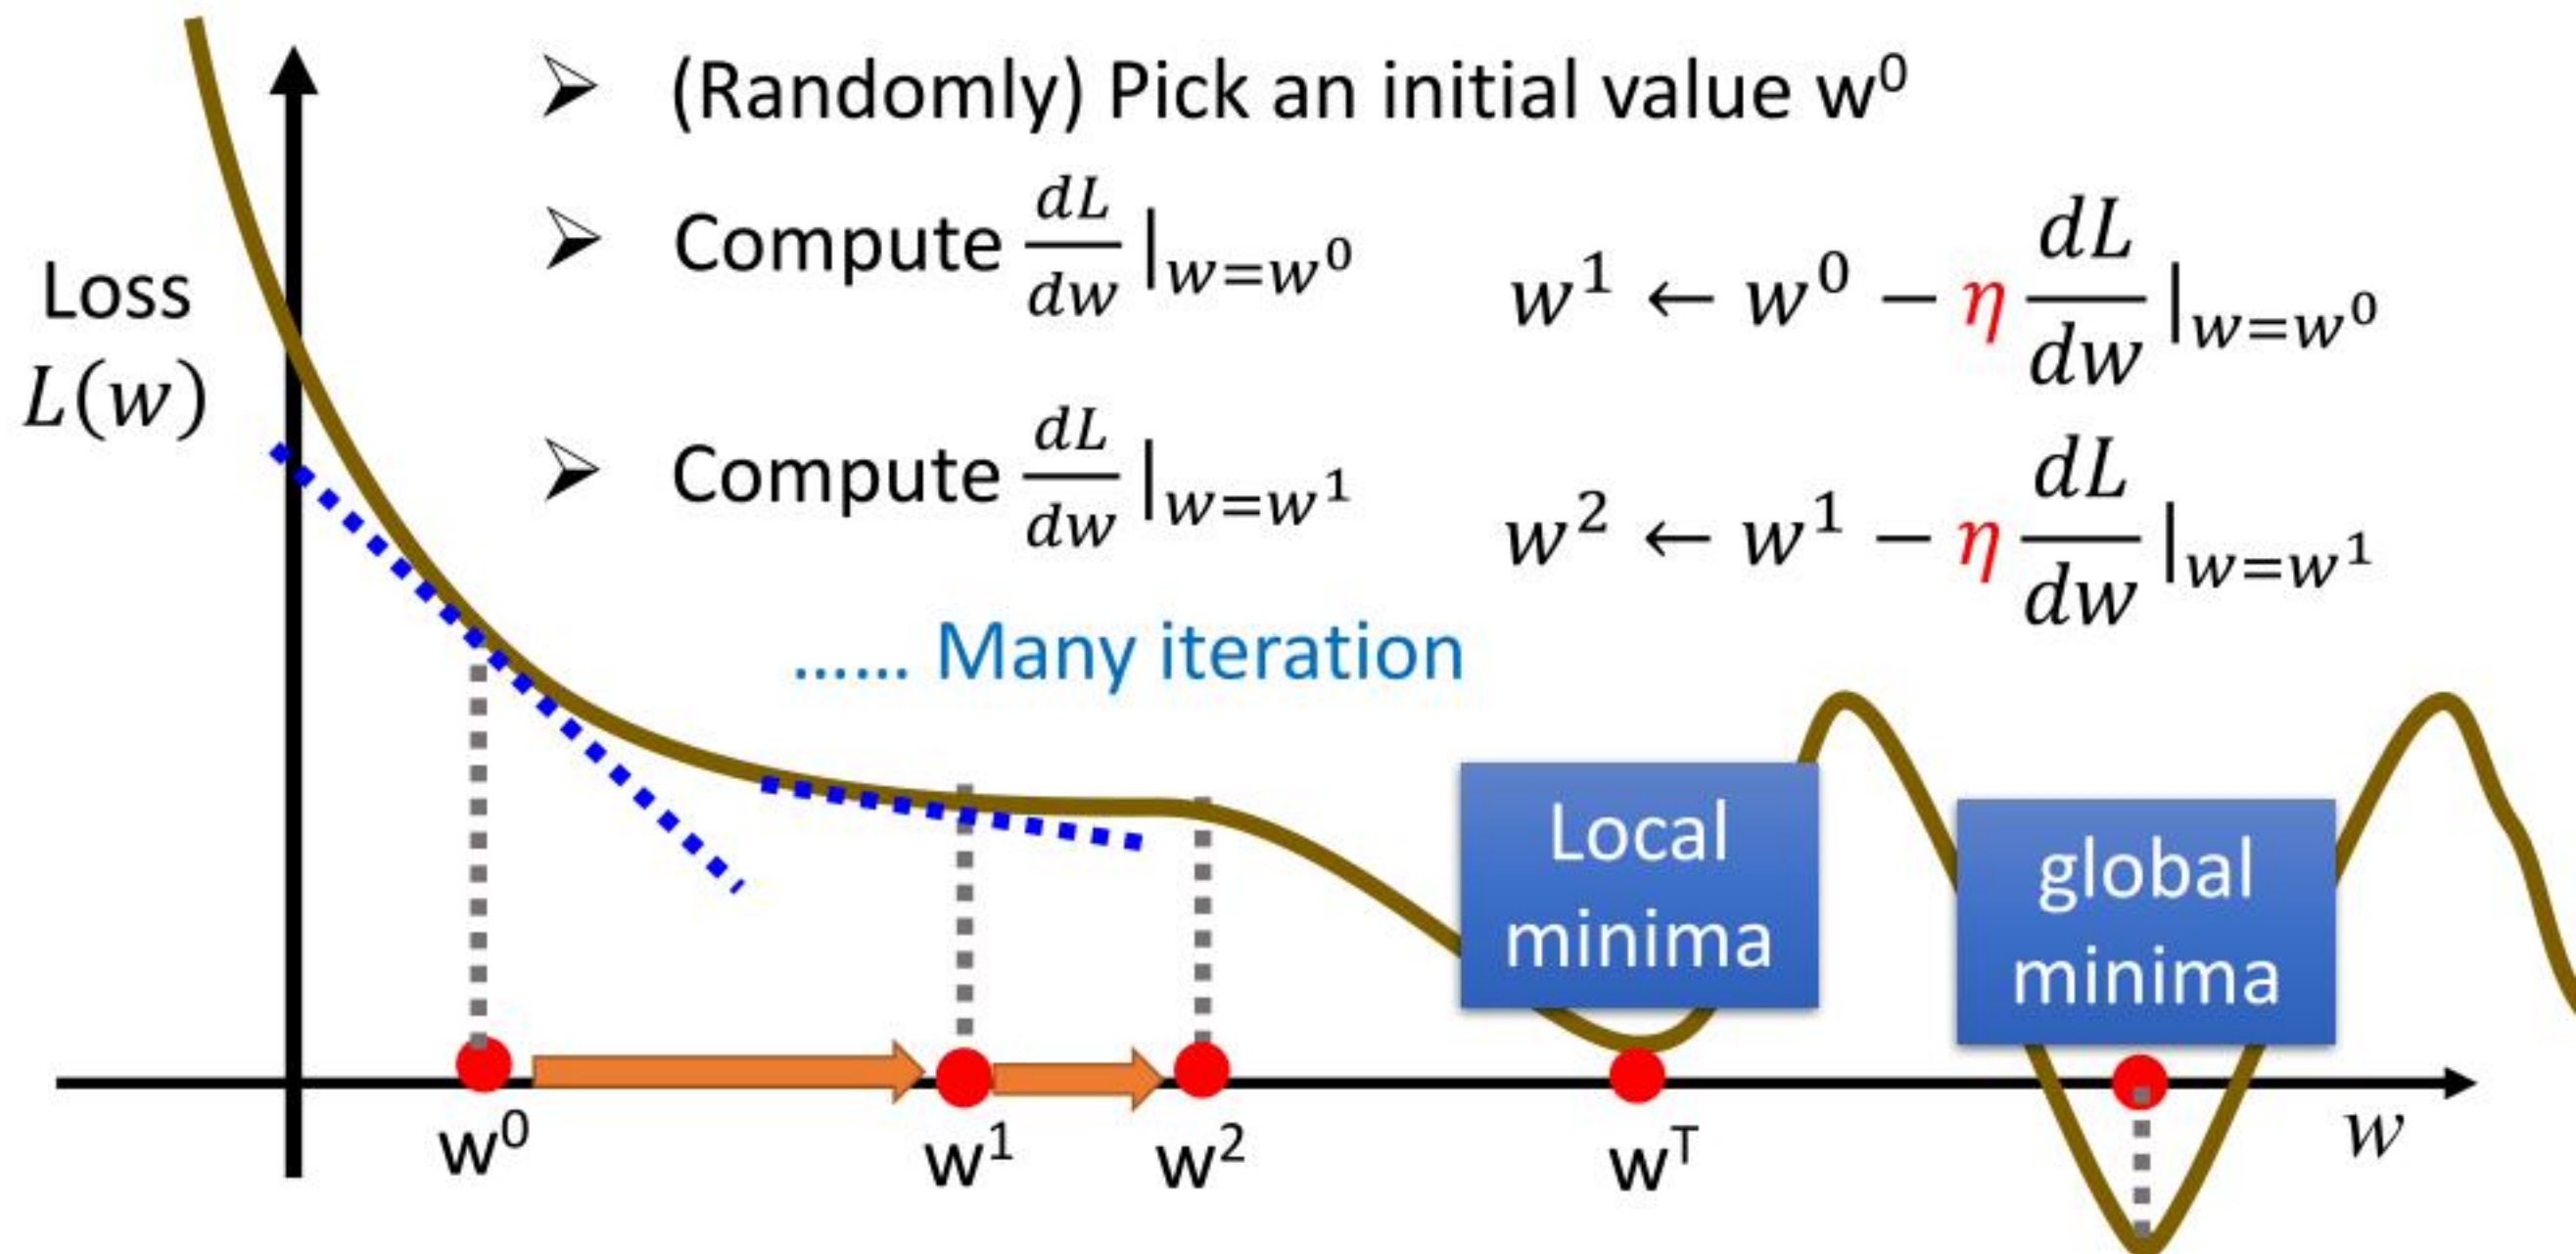 ➢ (Randomly) Pick an initial value w⁰
➢ Compute dL/dw |w=w⁰
w¹ ← w⁰ − η dL/dw |w=w⁰
Loss
L(w)
➢ Compute dL/dw |w=w¹
w² ← w¹ − η dL/dw |w=w¹
...... Many iteration
Local
minima
global
minima
w⁰
w¹
w²
wᵀ
w